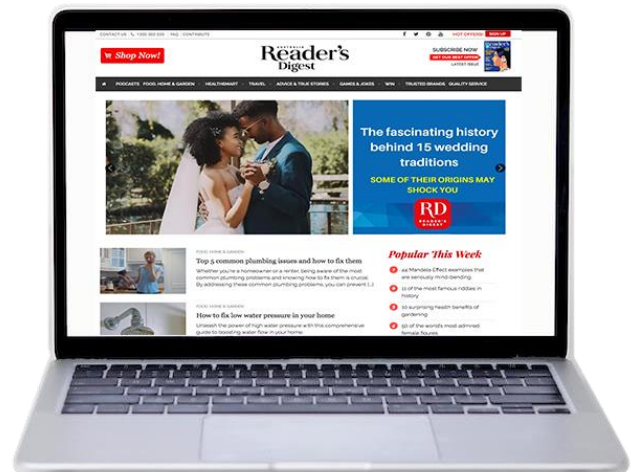 CONTACT US
FAQ
CONTRIBUTE
HOT OFFERS!
SIGN UP
Shop Now!
AUSTRALIA
Reader's
Digest
SUBSCRIBE NOW
GET OUR BEST OFFER!
LATEST ISSUE
PODCASTS FOOD, HOME & GARDEN HEALTHSMART TRAVEL ADVICE & TRUE STORIES GAMES & JOKES WIN TRUSTED BRANDS QUALITY SERVICE
The fascinating history
behind 15 wedding
traditions
SOME OF THEIR ORIGINS MAY
SHOCK YOU
RD
READER'S
DIGEST
FOOD, HOME & GARDEN
Top 5 common plumbing issues and how to fix them
Whether you're a homeowner or a renter, being aware of the most
common plumbing problems and knowing how to fix them is crucial.
By addressing these common plumbing problems, you can prevent [...]
FOOD, HOME & GARDEN
How to fix low water pressure in your home
Unleash the power of high water pressure with this comprehensive
guide to boosting water flow in your home.
Popular This Week
Mandela Effect examples that
are seriously mind-bending
of the most famous riddles in
history
surprising health benefits of
gardening
of the world's most admired
female figures